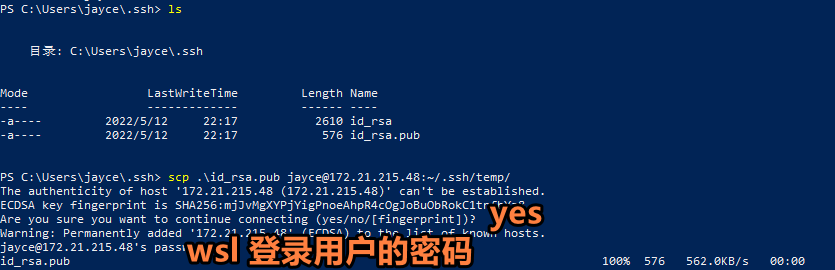 PS C:\Users\jayce\.ssh> ls
目录: C:\Users\jayce\.ssh
Mode LastWriteTime Length Name
---- ------------- ------ ----
-a---- 2022/5/12 22:17 2610 id_rsa
-a---- 2022/5/12 22:17 576 id_rsa.pub
PS C:\Users\jayce\.ssh> scp .\id_rsa.pub jayce@172.21.215.48:~/.ssh/temp/
The authenticity of host '172.21.215.48 (172.21.215.48)' can't be established.
ECDSA key fingerprint is
Are you sure you want to continue connecting (yes/no/[fingerprint])?
yes
Warning: Permanently added '172.21.215.48' (ECDSA) to the list of known hosts.
jayce@172.21.215.48's
wsl 登录用户的密码
id_rsa.pub 100% 576 562.0KB/s 00:00